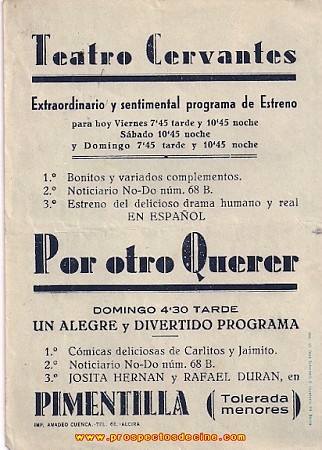 Teatro Cervantes
Extraordinario y sentimental programa de Estreno
para hoy Viernes 7'45 tarde y 10'45 noche
Sábado 10'45 noche
y Domingo 7'45 tarde y 10'45 noche
1.º Bonitos y variados complementos.
2.º Noticiario No-Do núm. 68 B.
3.º Estreno del delicioso drama humano y real
EN ESPAÑOL
Por otro Querer
DOMINGO 4'30 TARDE
UN ALEGRE y DIVERTIDO PROGRAMA
1.º Cómicas deliciosas de Carlitos y Jaimito.
2.º Noticiario No-Do núm. 68 B.
3.º JOSITA HERNAN y RAFAEL DURAN, en
PIMENTILLA (Tolerada menores)
IMP. AMADEO CUENCA.-TEL. 66.-ALCIRA
www.prospectosdecine.com